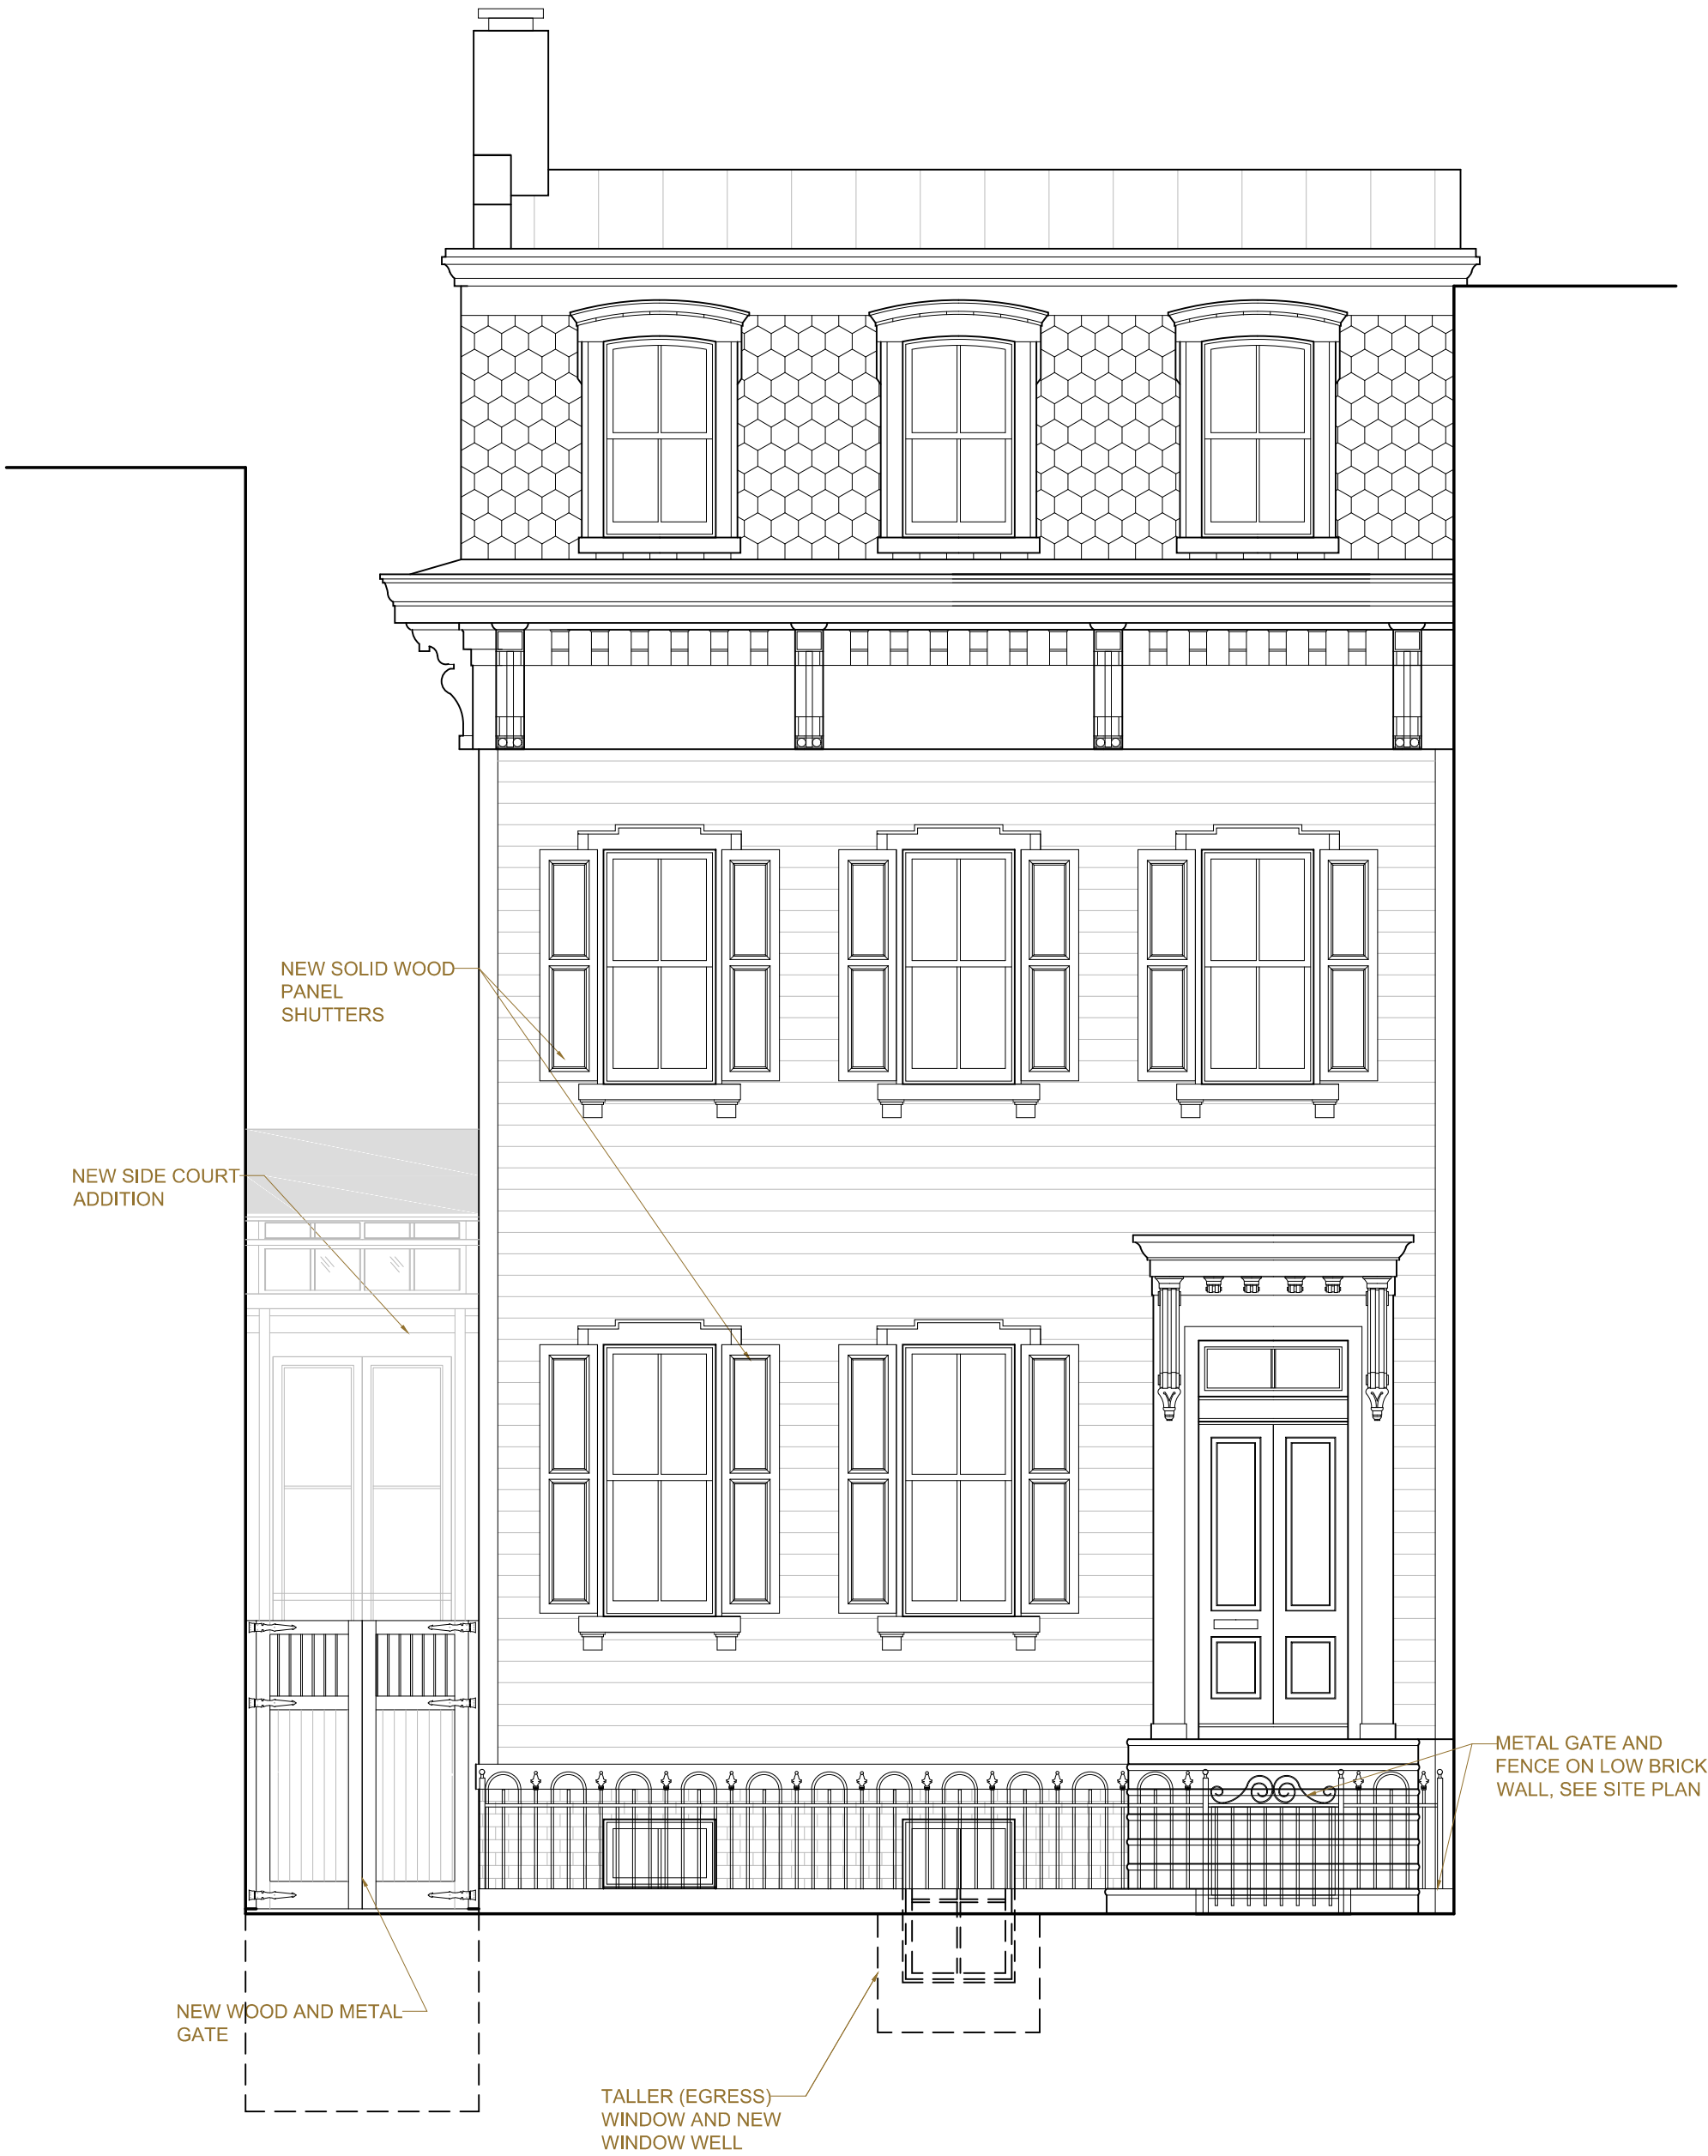 NEW SOLID WOOD
PANEL
SHUTTERS
NEW SIDE COURT
ADDITION
METAL GATE AND
FENCE ON LOW BRICK
WALL, SEE SITE PLAN
NEW WOOD AND METAL
GATE
TALLER (EGRESS)
WINDOW AND NEW
WINDOW WELL